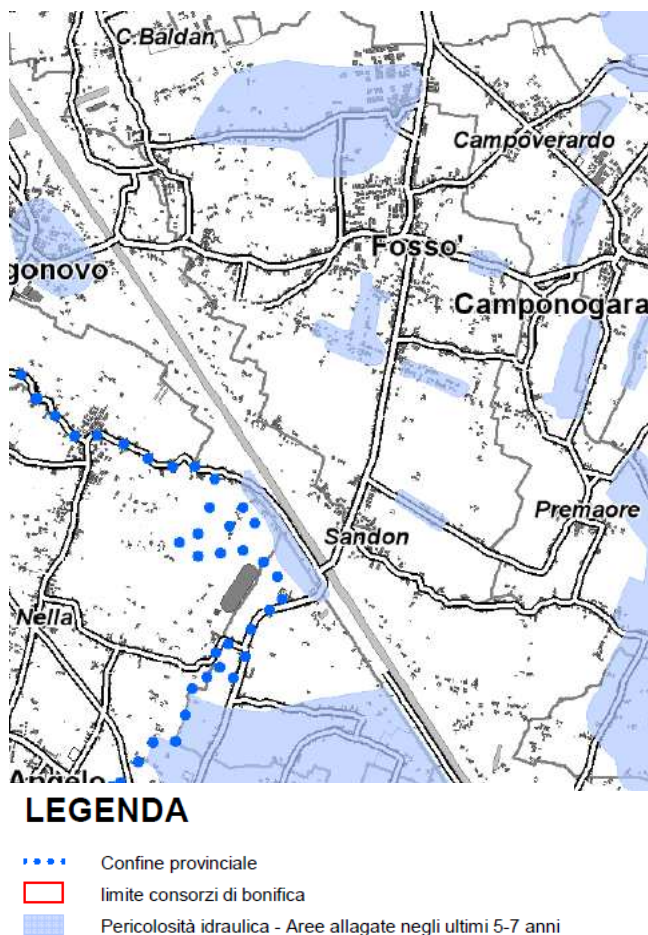 C.Baldan
Campoverardo
Fosso'
gonovo
Camponogara
Premaore
Sandon
Nella
Angelo
LEGENDA
Confine provinciale
limite consorzi di bonifica
Pericolosità idraulica - Aree allagate negli ultimi 5-7 anni